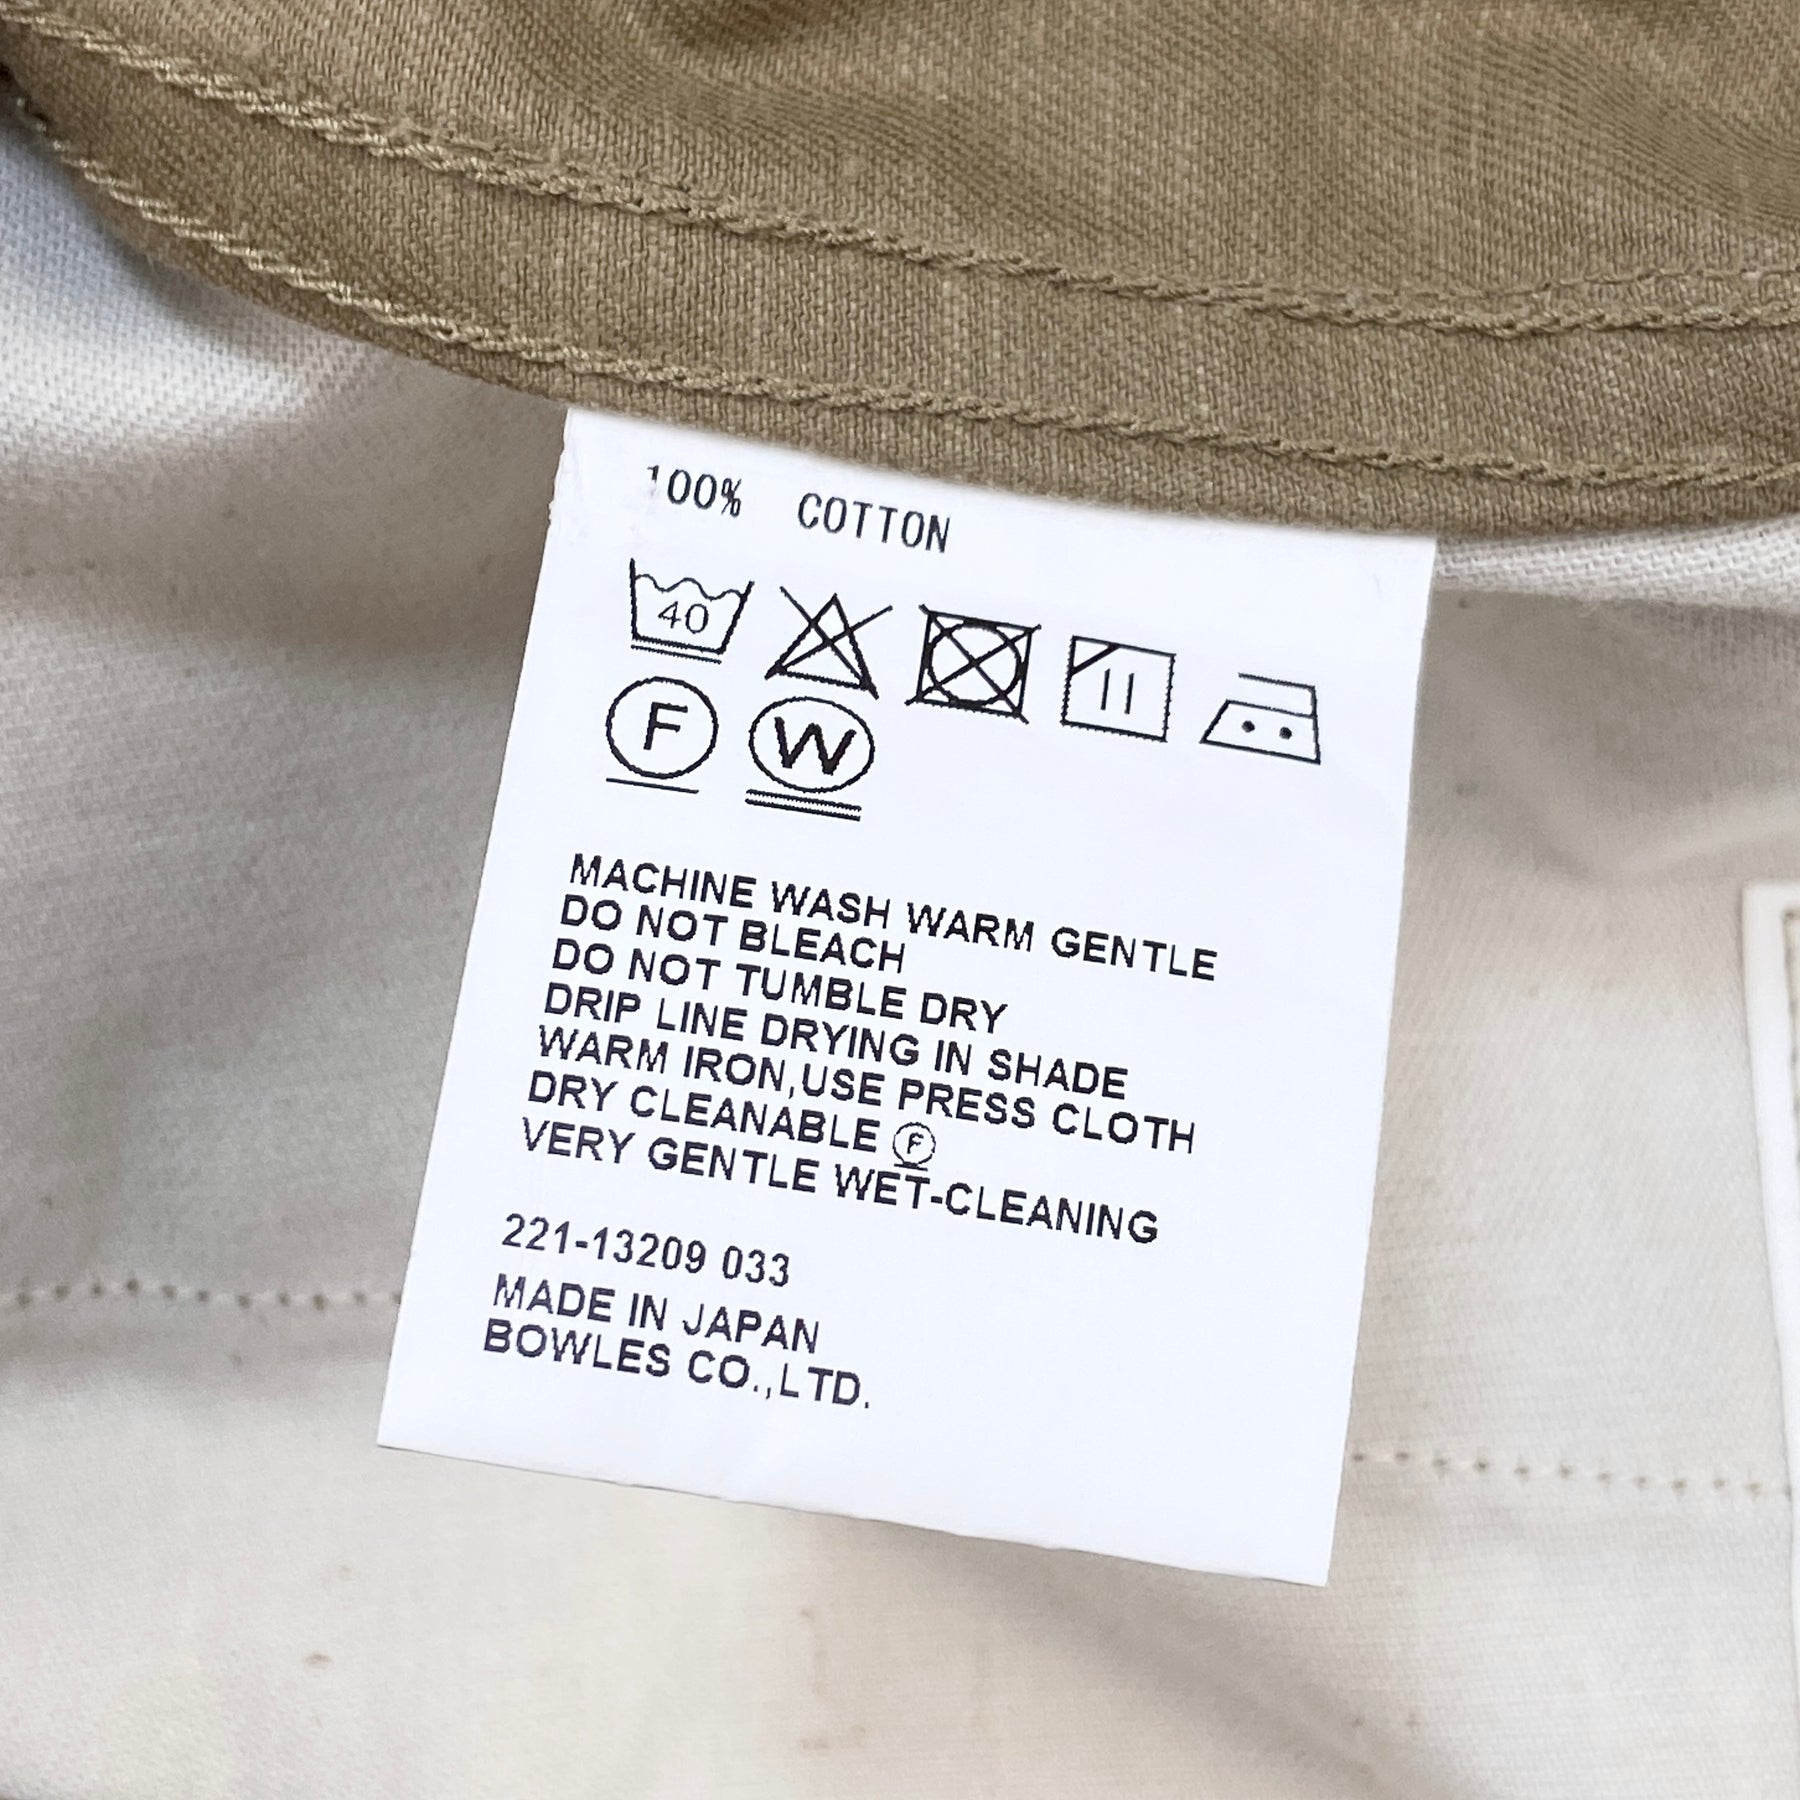 100% COTTON
40
F W
MACHINE WASH WARM GENTLE
DO NOT BLEACH
DO NOT TUMBLE DRY
DRIP LINE DRYING IN SHADE
WARM IRON,USE PRESS CLOTH
DRY CLEANABLE Ⓕ
VERY GENTLE WET-CLEANING
221-13209 033
MADE IN JAPAN
BOWLES CO.,LTD.